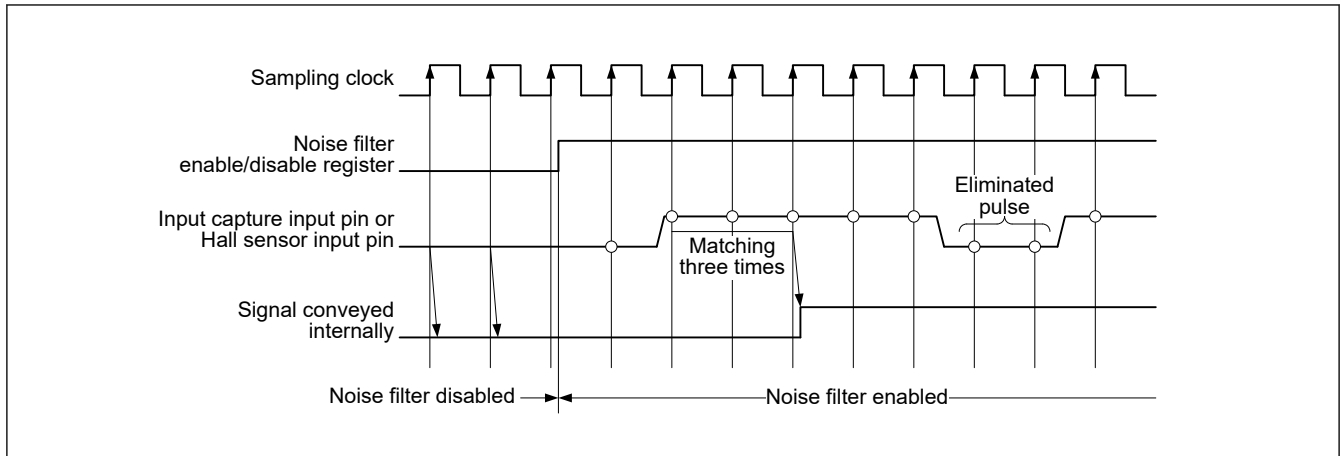 Sampling clock
Noise filter
enable/disable register
Eliminated
pulse
Input capture input pin or
Hall sensor input pin
Matching
three times
Signal conveyed
internally
Noise filter disabled
Noise filter enabled